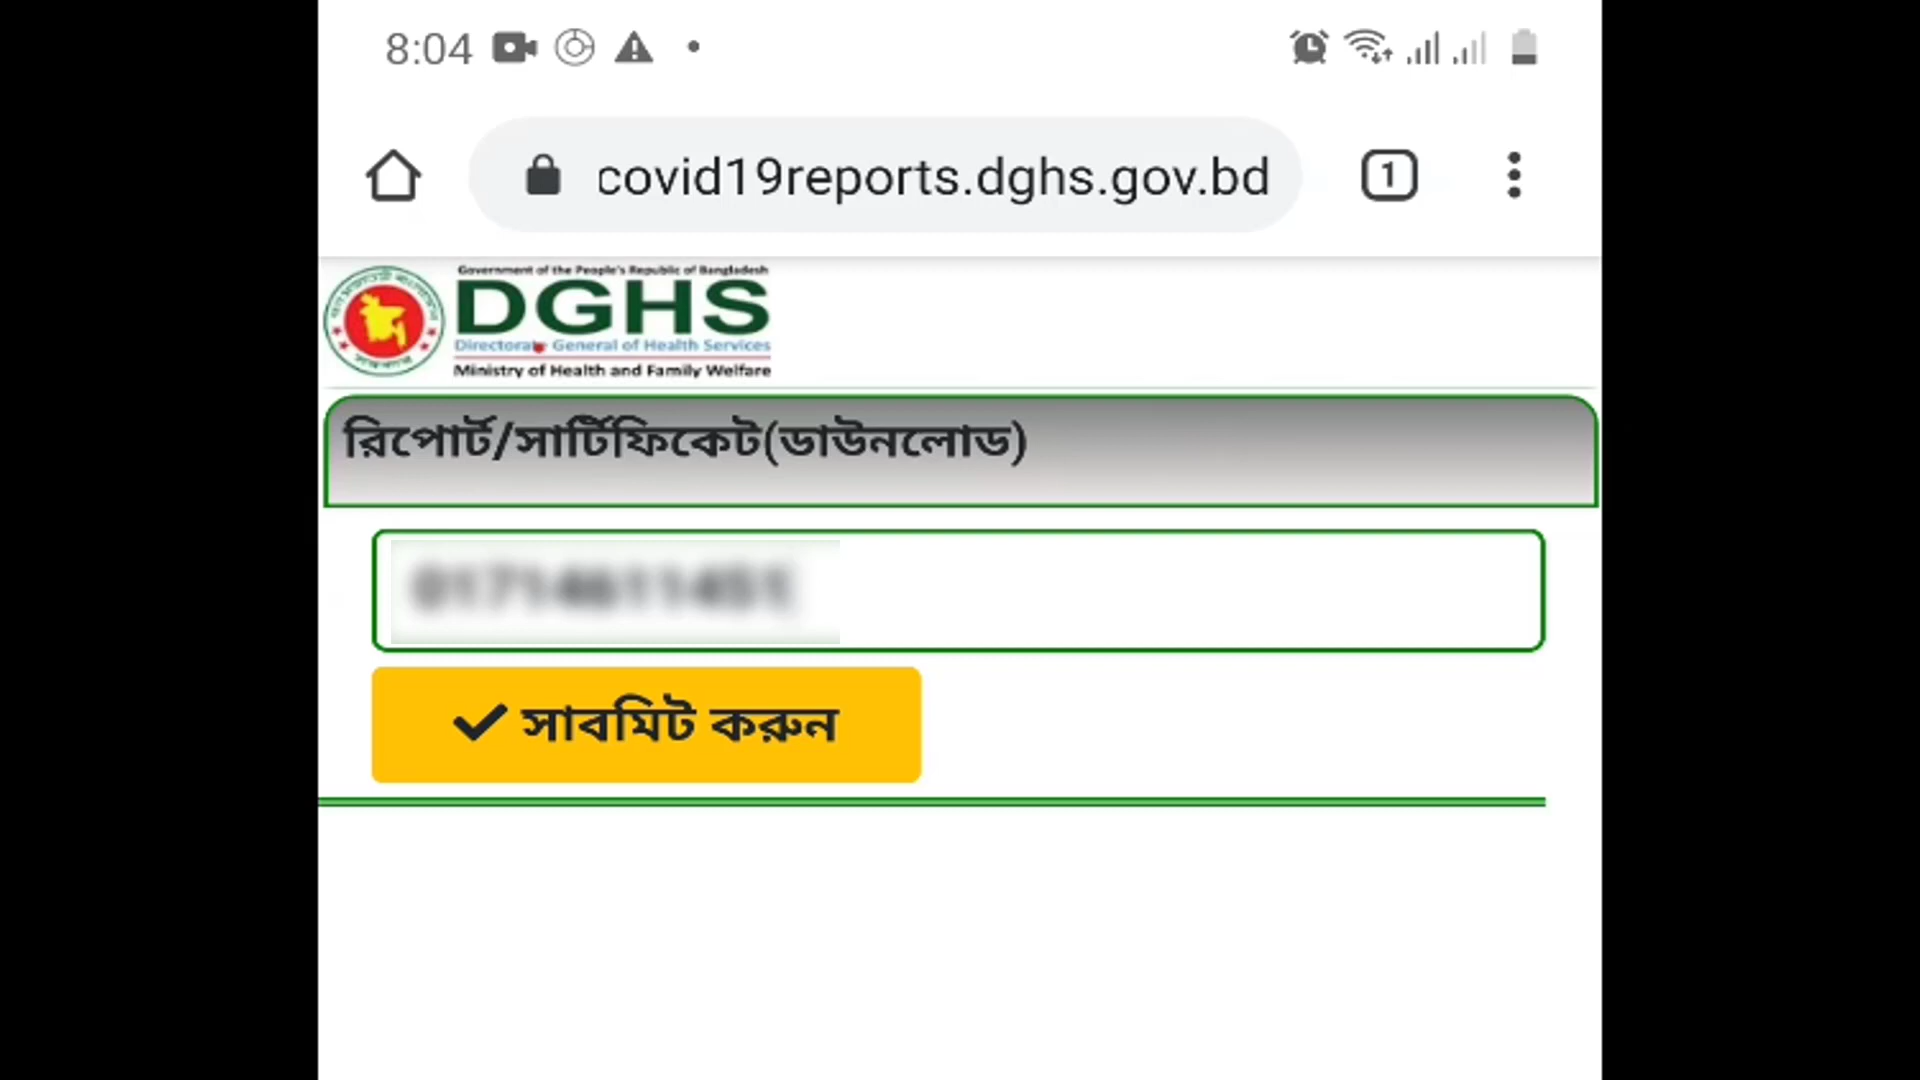 8:04
covid19reports.dghs.gov.bd
1
Government of the People's Republic of Bangladesh
DGHS
Directorate General of Health Services
Ministry of Health and Family Welfare
রিপোর্ট/সার্টিফিকেট(ডাউনলোড)
সাবমিট করুন